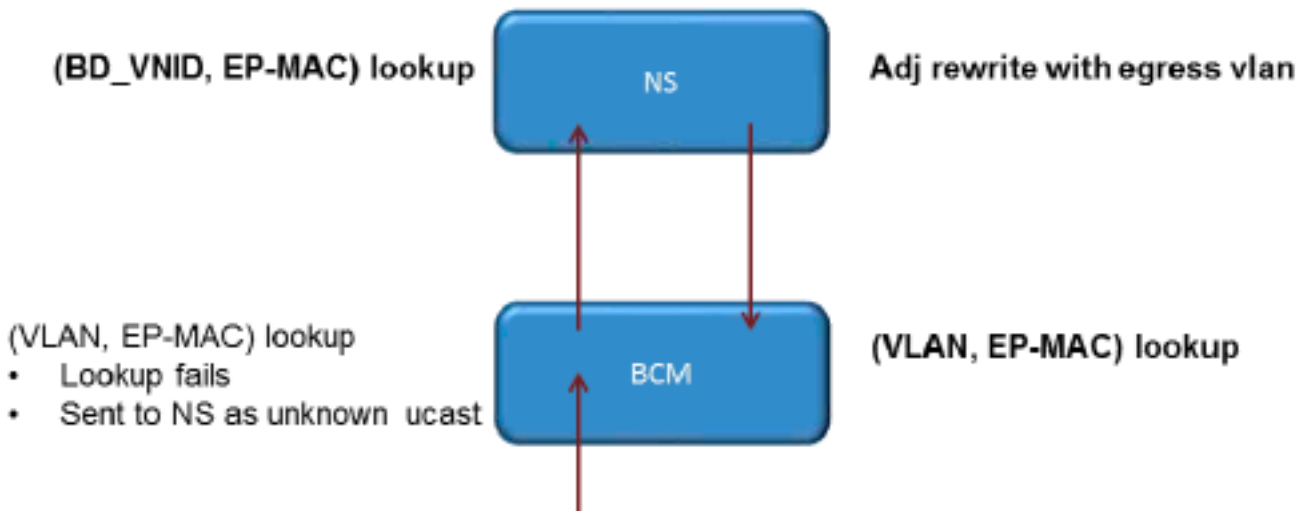 (BD_VNID, EP-MAC) lookup
NS
Adj rewrite with egress vlan
(VLAN, EP-MAC) lookup
• Lookup fails
• Sent to NS as unknown ucast
BCM
(VLAN, EP-MAC) lookup